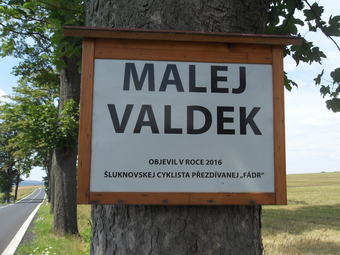 MALEJ
VALDEK
OBJEVIL V ROCE 2016
ŠLUKNOVSKEJ CYKLISTA PŘEZDÍVANEJ „FÁDR“